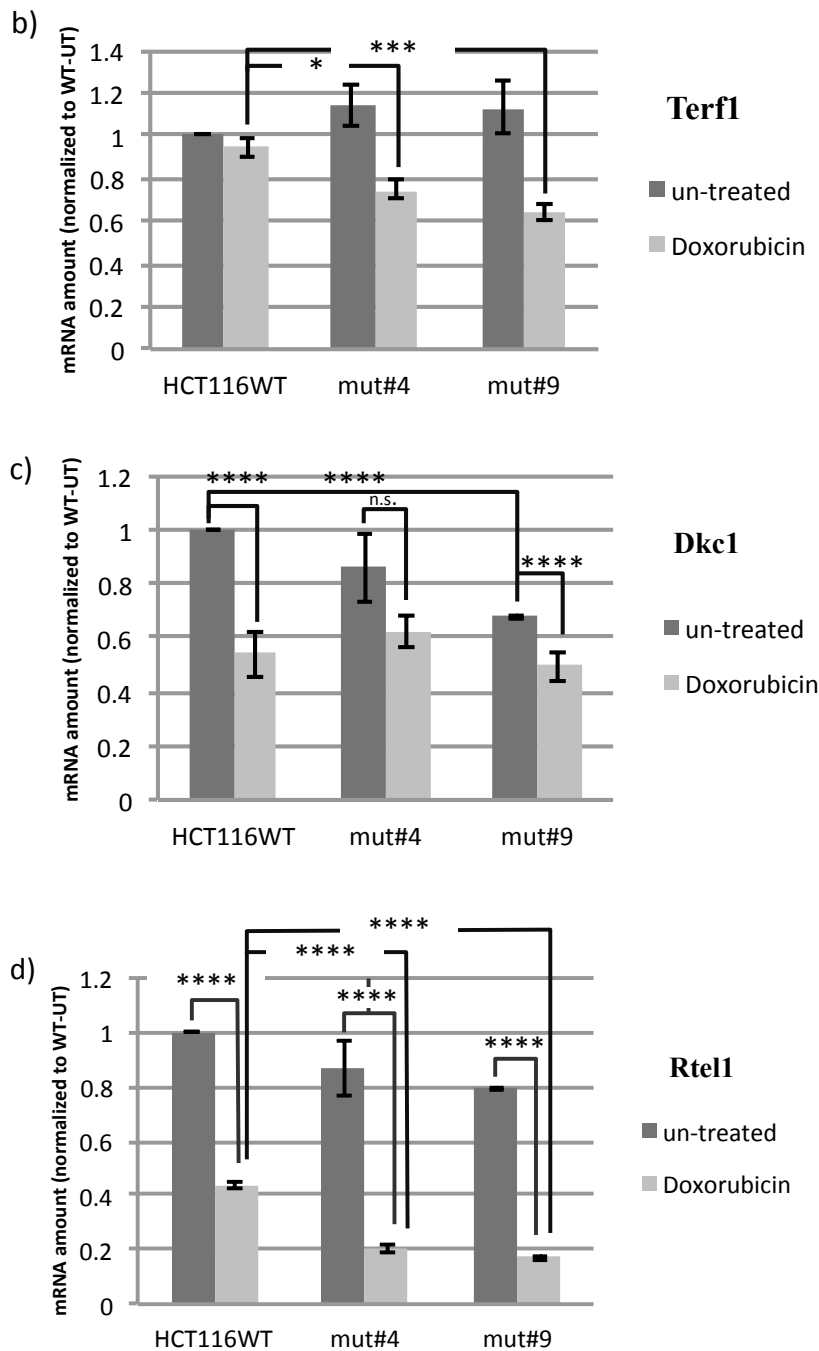 b)
mRNA amount (normalized to WT-UT)
1.4
1.2
1
0.8
0.6
0.4
0.2
0
*
***
HCT116WT mut#4 mut#9
Terf1
un-treated
Doxorubicin
c)
mRNA amount (normalized to WT-UT)
1.2
1
0.8
0.6
0.4
0.2
0
**** ****
n.s.
****
HCT116WT mut#4 mut#9
Dkc1
un-treated
Doxorubicin
d)
mRNA amount (normalized to WT-UT)
1.2
1
0.8
0.6
0.4
0.2
0
****
****
****
****
****
HCT116WT mut#4 mut#9
Rtel1
un-treated
Doxorubicin